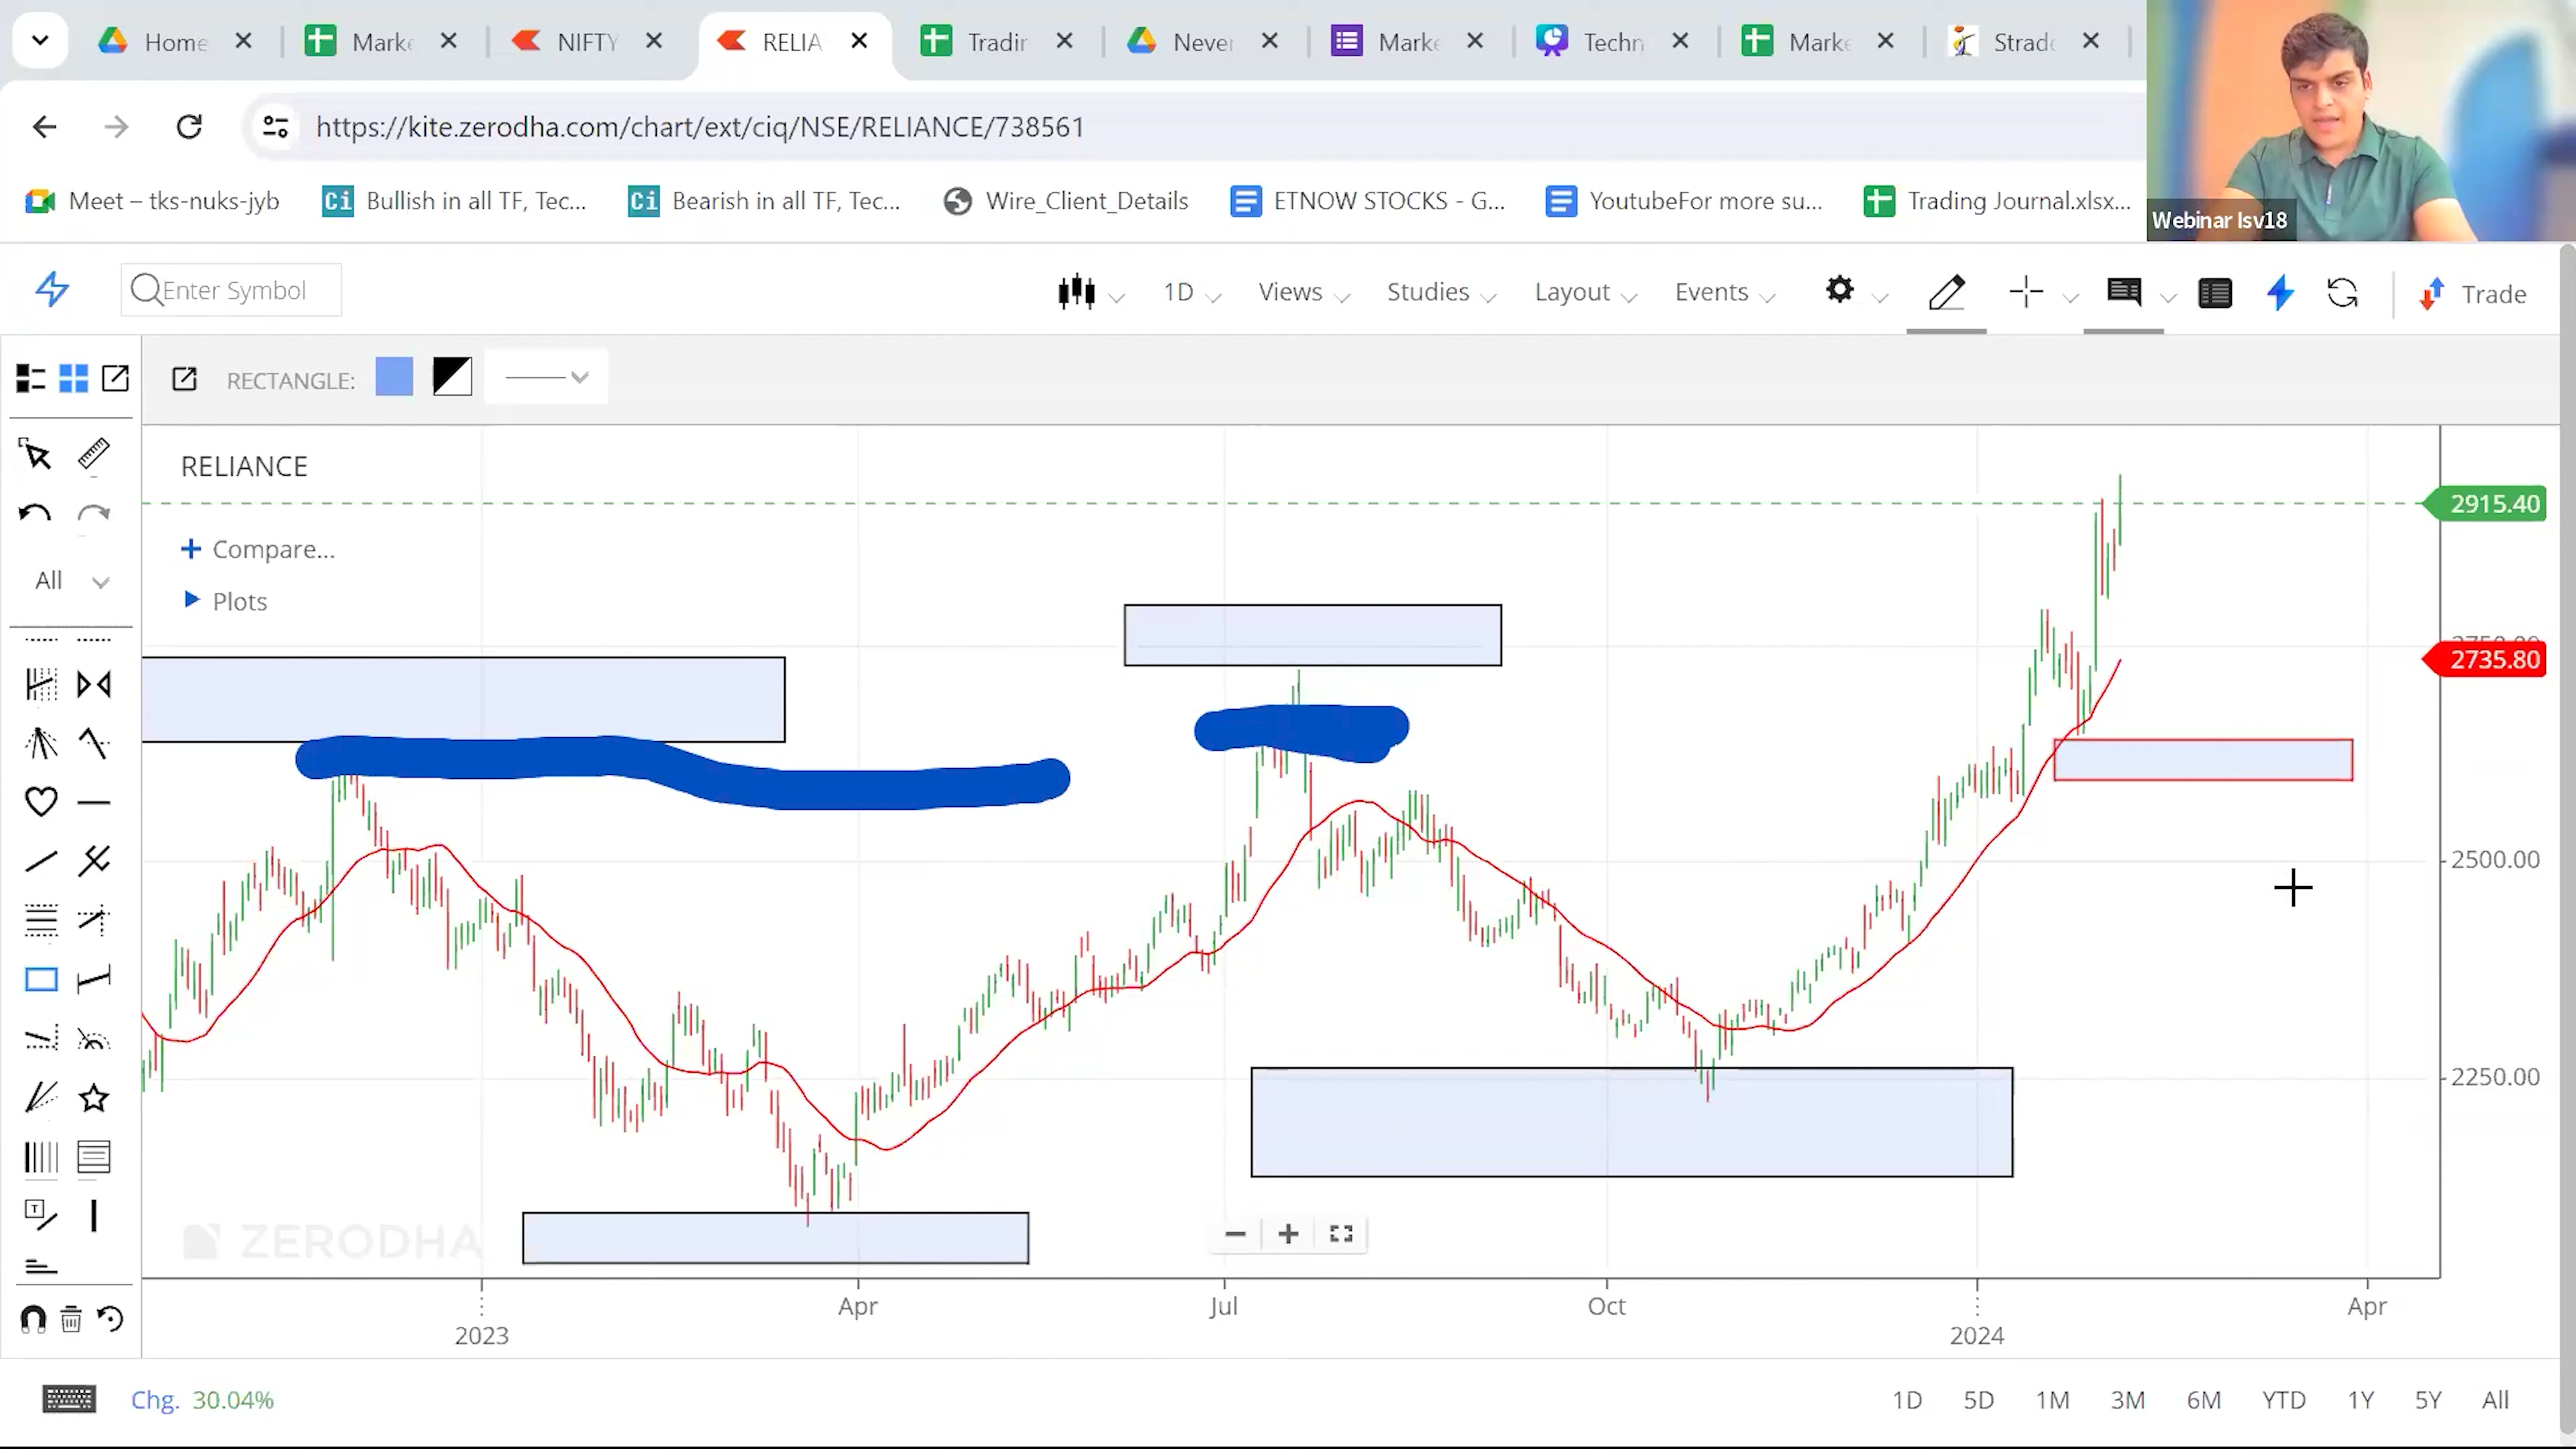 Home
Marke
NIFTY
RELIA
Tradir
Never
Marke
Techn
Marke
Strad
https://kite.zerodha.com/chart/ext/ciq/NSE/RELIANCE/738561
Meet – tks-nuks-jyb
Ci Bullish in all TF, Tec...
Ci Bearish in all TF, Tec...
Wire_Client_Details
ETNOW STOCKS - G...
YoutubeFor more su...
Trading Journal.xlsx...
Webinar lsv18
Enter Symbol
1D
Views
Studies
Layout
Events
Trade
RECTANGLE:
RELIANCE
2915.40
+ Compare...
All
Plots
2735.80
2500.00
2250.00
T
ZERODHA
Apr
Jul
Oct
Apr
2023
2024
Chg. 30.04%
1D 5D 1M 3M 6M YTD 1Y 5Y All